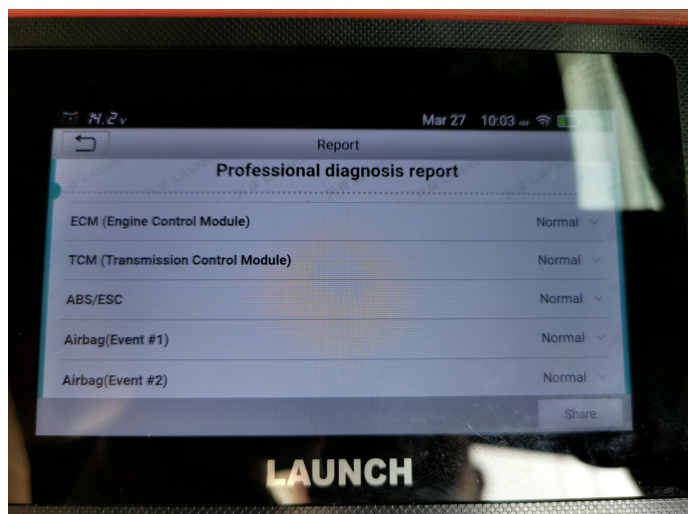 14.2v Mar 27 10:03 AM
Report
Professional diagnosis report
ECM (Engine Control Module) Normal
TCM (Transmission Control Module) Normal
ABS/ESC Normal
Airbag(Event #1) Normal
Airbag(Event #2) Normal
Share
LAUNCH